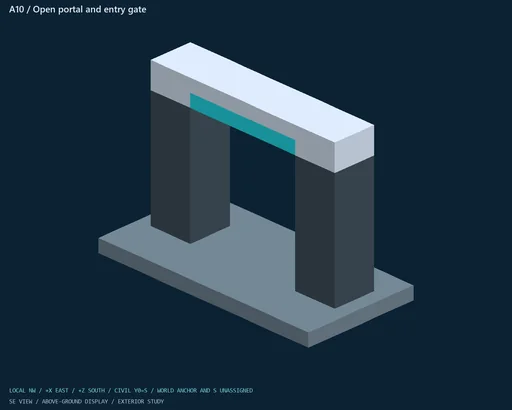 A10 / Open portal and entry gate
LOCAL NW / +X EAST / +Z SOUTH / CIVIL Y0=S / WORLD ANCHOR AND S UNASSIGNED
SE VIEW / ABOVE-GROUND DISPLAY / EXTERIOR STUDY